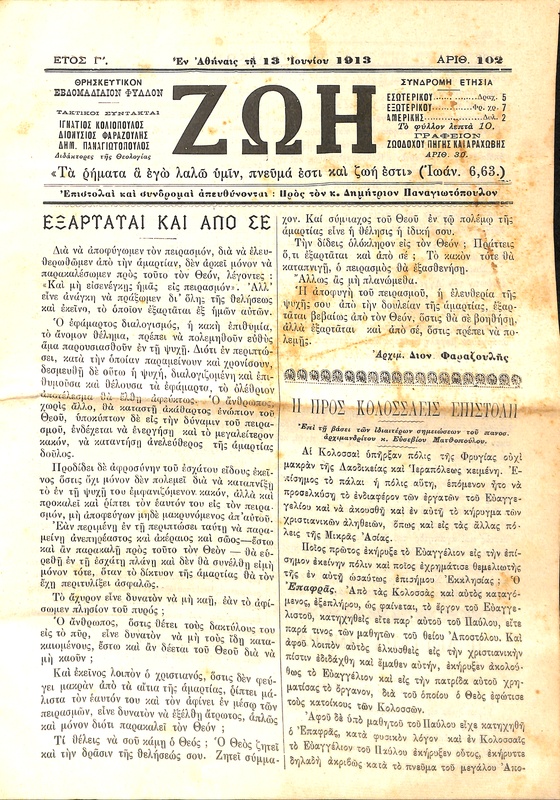 ΕΤΟΣ Γ'.
Ἐν Ἀθήναις τῇ 13 Ἰουνίου 1913
ΑΡΙΘ. 102
ΘΡΗΣΚΕΥΤΙΚΟΝ
ΕΒΔΟΜΑΔΙΑΙΟΝ ΦΥΛΛΟΝ
ΤΑΚΤΙΚΟΙ ΣΥΝΤΑΚΤΑΙ
ΙΓΝΑΤΙΟΣ ΚΟΛΙΟΠΟΥΛΟΣ
ΔΙΟΝΥΣΙΟΣ ΦΑΡΑΖΟΥΛΗΣ
ΔΗΜ. ΠΑΝΑΓΙΩΤΟΠΟΥΛΟΣ
Διδάκτορες τῆς Θεολογίας
ΖΩΗ
ΣΥΝΔΡΟΜΗ ΕΤΗΣΙΑ
ΕΣΩΤΕΡΙΚΟΥ......Δραχ. 5
ΕΞΩΤΕΡΙΚΟΥ......Φρ. χρ. 7
ΑΜΕΡΙΚΗΣ......Δολ. 2
Τὸ φύλλον λεπτὰ 10.
ΓΡΑΦΕΙΟΝ
ΖΩΟΔΟΧΟΥ ΠΗΓΗΣ ΚΑΙ ΑΡΑΧΩΒΗΣ
ΑΡΙΘ. 30.
«Τὰ ῥήματα ἃ ἐγὼ λαλῶ ὑμῖν, πνεῦμά ἐστι καὶ ζωή ἐστι» (Ἰωάν. 6,63.)
Ἐπιστολαὶ καὶ συνδρομαὶ ἀπευθύνονται : Πρὸς τὸν κ. Δημήτριον Παναγιωτόπουλον
ΕΞΑΡΤΑΤΑΙ ΚΑΙ ΑΠΟ ΣΕ
Διὰ νὰ ἀποφύγωμεν τὸν πειρασμόν, διὰ νὰ ἐλευ-
θερωθῶμεν ἀπὸ τὴν ἁμαρτίαν, δὲν ἀρκεῖ μόνον νὰ
παρακαλέσωμεν πρὸς τοῦτο τὸν Θεόν, λέγοντες :
«Καὶ μὴ εἰσενέγκῃς ἡμᾶς εἰς πειρασμόν». Ἀλλ'
εἶνε ἀνάγκη νὰ πράξωμεν δι' ὅλης τῆς θελήσεως
καὶ ἐκεῖνο, τὸ ὁποῖον ἐξαρτᾶται ἐξ ἡμῶν αὐτῶν.
Ὁ ἐφάμαρτος διαλογισμός, ἡ κακὴ ἐπιθυμία,
τὸ ἄνομον θέλημα, πρέπει νὰ πολεμηθοῦν εὐθὺς
ἅμα παρουσιασθοῦν ἐν τῇ ψυχῇ. Διότι ἐν περιπτώ-
σει, κατὰ τὴν ὁποίαν παραμείνουν καὶ χρονίσουν,
δεσμευθῇ δὲ οὕτω ἡ ψυχή, διαλογιζομένη καὶ ἐπι-
θυμοῦσα καὶ θέλουσα τὰ ἐφάμαρτα, τὸ ὀλέθριον
ἀποτέλεσμα θὰ ἔλθῃ ἀφεύκτως. Ὁ ἄνθρωπος
χωρὶς ἄλλο, θὰ καταστῇ ἀκάθαρτος ἐνώπιον τοῦ
Θεοῦ, ὑποκύπτων δὲ εἰς τὴν δύναμιν τοῦ πειρα-
σμοῦ, ἐνδέχεται νὰ ἐνεργήσῃ καὶ τὸ μεγαλείτερον
κακόν, νὰ καταντήσῃ ἀνελεύθερος τῆς ἁμαρτίας
δοῦλος.
Προδίδει δὲ ἀφροσύνην τοῦ ἐσχάτου εἴδους ἐκεῖ-
νος ὅστις ὄχι μόνον δὲν πολεμεῖ διὰ νὰ καταπνίξῃ
τὸ ἐν τῇ ψυχῇ του ἐμφανιζόμενον κακόν, ἀλλὰ καὶ
προκαλεῖ καὶ ῥίπτει τὸν ἑαυτόν του εἰς τὸν πειρα-
σμόν, μὴ ἀποφεύγων μηδὲ μακρυνόμενος ἀπ' αὐτοῦ.
Ἐὰν περιμένῃ ἐν τῇ περιπτώσει ταύτῃ νὰ παρα-
μείνῃ ἀνεπηρέαστος καὶ ἀκέραιος καὶ σῶος—ἔστω
καὶ ἂν παρακαλῇ πρὸς τοῦτο τὸν Θεὸν — θὰ εὑ-
ρεθῇ ἐν τῇ ἐσχάτῃ πλάνῃ καὶ δὲν θὰ συνέλθῃ εἰμὴ
μόνον τότε, ὅταν τὸ δίκτυον τῆς ἁμαρτίας θὰ τὸν
ἔχῃ περιτυλίξει ἀσφαλῶς.
Τὸ ἄχυρον εἶνε δυνατὸν νὰ μὴ καῇ, ἐὰν τὸ ἀφί-
σωμεν πλησίον τοῦ πυρός ;
Ὁ ἄνθρωπος, ὅστις θέτει τοὺς δακτύλους του
εἰς τὸ πῦρ, εἶνε δυνατὸν νὰ μὴ τοὺς ἴδῃ κατα-
καιομένους, ἔστω καὶ ἂν δέεται τοῦ Θεοῦ διὰ νὰ
μὴ καοῦν ;
Καὶ ἐκεῖνος λοιπὸν ὁ χριστιανός, ὅστις δὲν φεύ-
γει μακρὰν ἀπὸ τὰ αἴτια τῆς ἁμαρτίας, ῥίπτει μά-
λιστα τὸν ἑαυτόν του καὶ τὸν ἀφίνει ἐν μέσῳ τῶν
πειρασμῶν, εἶνε δυνατὸν νὰ ἐξέλθῃ ἄτρωτος, ἁπλῶς
καὶ μόνον διότι παρακαλεῖ τὸν Θεόν ;
Τί θέλεις νὰ σοῦ κάμῃ ὁ Θεός ; Ὁ Θεὸς ζητεῖ
καὶ τὴν δρᾶσιν τῆς θελήσεώς σου. Ζητεῖ σύμμα-
χον. Καὶ σύμμαχος τοῦ Θεοῦ ἐν τῷ πολέμῳ τῆς
ἁμαρτίας εἶνε ἡ θέλησις ἡ ἰδική σου.
Τὴν δίδεις ὁλόκληρον εἰς τὸν Θεόν ; Πράττεις
ὅ,τι ἐξαρτᾶται καὶ ἀπὸ σέ ; Τὸ κακὸν τότε θὰ
καταπνιγῇ, ὁ πειρασμὸς θὰ ἐξασθενήσῃ.
Ἄλλως ἂς μὴ πλανώμεθα.
Ἡ ἀποφυγὴ τοῦ πειρασμοῦ, ἡ ἐλευθερία τῆς
ψυχῆς σου ἀπὸ τὴν δουλείαν τῆς ἁμαρτίας, ἐξαρ-
τᾶται βεβαίως ἀπὸ τὸν Θεόν, ὅστις θὰ σὲ βοηθήσῃ,
ἀλλὰ ἐξαρτᾶται καὶ ἀπὸ σέ, ὅστις πρέπει νὰ πο-
λεμῇς.
Ἀρχιμ. Διον. Φαραζουλῆς
Η ΠΡΟΣ ΚΟΛΟΣΣΑΕΙΣ ΕΠΙΣΤΟΛΗ
Ἐπὶ τῇ βάσει τῶν ἰδιαιτέρων σημειώσεων τοῦ πανοσ.
ἀρχιμανδρίτου κ. Εὐσεβίου Ματθοπούλου.
Αἱ Κολοσσαὶ ὑπῆρξαν πόλις τῆς Φρυγίας οὐχὶ
μακρὰν τῆς Λαοδικείας καὶ Ἱεραπόλεως κειμένη. Ἐ-
πίσημος τὸ πάλαι ἡ πόλις αὕτη, ἑπόμενον ἦτο νὰ
προσελκύσῃ τὸ ἐνδιαφέρον τῶν ἐργατῶν τοῦ Εὐαγ-
γελίου καὶ νὰ ἀκουσθῇ καὶ ἐν αὐτῇ τὸ κήρυγμα τῶν
χριστιανικῶν ἀληθειῶν, ὅπως καὶ εἰς τὰς ἄλλας πό-
λεις τῆς Μικρᾶς Ἀσίας.
Ποῖος πρῶτος ἐκήρυξε τὸ Εὐαγγέλιον εἰς τὴν ἐπί-
σημον ἐκείνην πόλιν καὶ ποῖος ἐχρημάτισε θεμελιωτὴς
τῆς ἐν αὐτῇ ὡσαύτως ἐπισήμου Ἐκκλησίας ; Ὁ
Ἐπαφρᾶς. Ἀπὸ τὰς Κολοσσὰς καὶ αὐτὸς καταγό-
μενος, ἐξεπλήρου, ὡς φαίνεται, τὸ ἔργον τοῦ Εὐαγγε-
λιστοῦ, κατηχηθεὶς εἴτε παρ' αὐτοῦ τοῦ Παύλου, εἴτε
παρά τινος τῶν μαθητῶν τοῦ θείου Ἀποστόλου. Καὶ
ἀφοῦ λοιπὸν αὐτὸς ἑλκυσθεὶς εἰς τὴν χριστιανικὴν
πίστιν ἐδιδάχθη καὶ ἔμαθεν αὐτήν, ἐκήρυξεν ἀκολού-
θως τὸ Εὐαγγέλιον καὶ εἰς τὴν πατρίδα αὐτοῦ χρη-
ματίσας τὸ ὄργανον, διὰ τοῦ ὁποίου ὁ Θεὸς ἐφώτισε
τοὺς κατοίκους τῶν Κολοσσῶν.
Ἀφοῦ δὲ ὑπὸ μαθητοῦ τοῦ Παύλου εἶχε κατηχηθῆ
ὁ Ἐπαφρᾶς, κατὰ φυσικὸν λόγον καὶ ἐν Κολοσσαῖς
τὸ Εὐαγγέλιον τοῦ Παύλου ἐκήρυξεν οὗτος, ἐκήρυττε
δηλαδὴ ἀκριβῶς κατὰ τὸ πνεῦμα τοῦ μεγάλου Ἀπο-